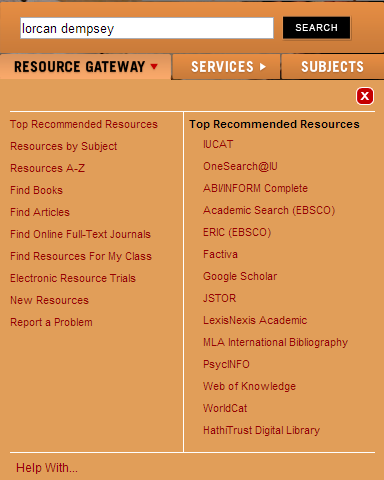 lorcan dempsey
SEARCH
RESOURCE GATEWAY
SERVICES
SUBJECTS
X
Top Recommended Resources
Resources by Subject
Resources A-Z
Find Books
Find Articles
Find Online Full-Text Journals
Find Resources For My Class
Electronic Resource Trials
New Resources
Report a Problem
Top Recommended Resources
IUCAT
OneSearch@IU
ABI/INFORM Complete
Academic Search (EBSCO)
ERIC (EBSCO)
Factiva
Google Scholar
JSTOR
LexisNexis Academic
MLA International Bibliography
PsycINFO
Web of Knowledge
WorldCat
HathiTrust Digital Library
Help With...